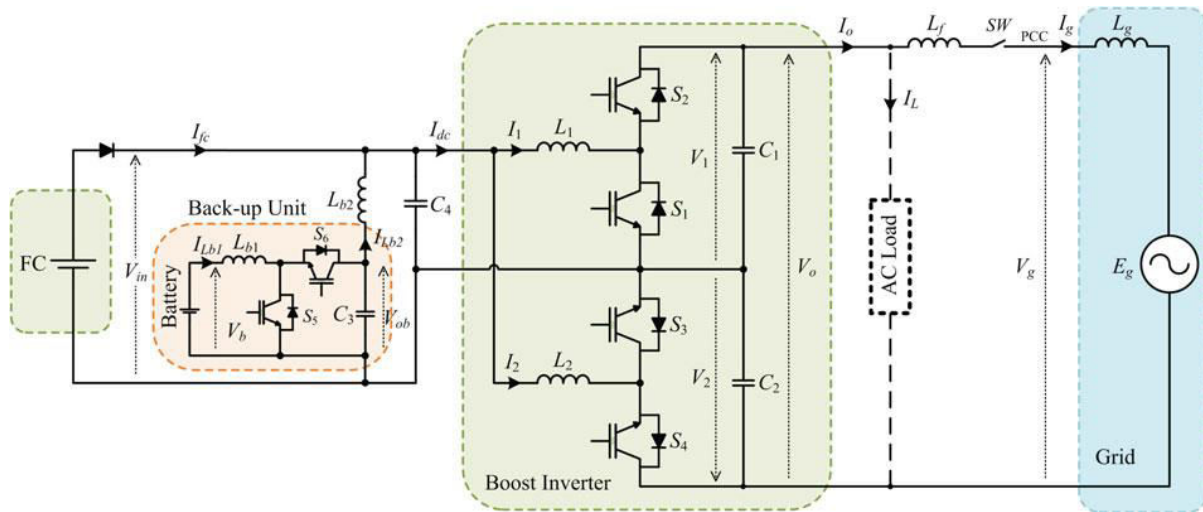 I_o
L_f
SW
PCC
I_g
L_g
S_2
I_L
I_fc
I_dc
I_1
L_1
V_1
C_1
L_b2
C_4
Back-up Unit
S_1
FC
V_in
I_Lb1
L_b1
S_6
I_Lb2
Battery
V_b
S_5
C_3
V_ob
V_o
AC Load
V_g
E_g
S_3
I_2
L_2
V_2
C_2
S_4
Boost Inverter
Grid